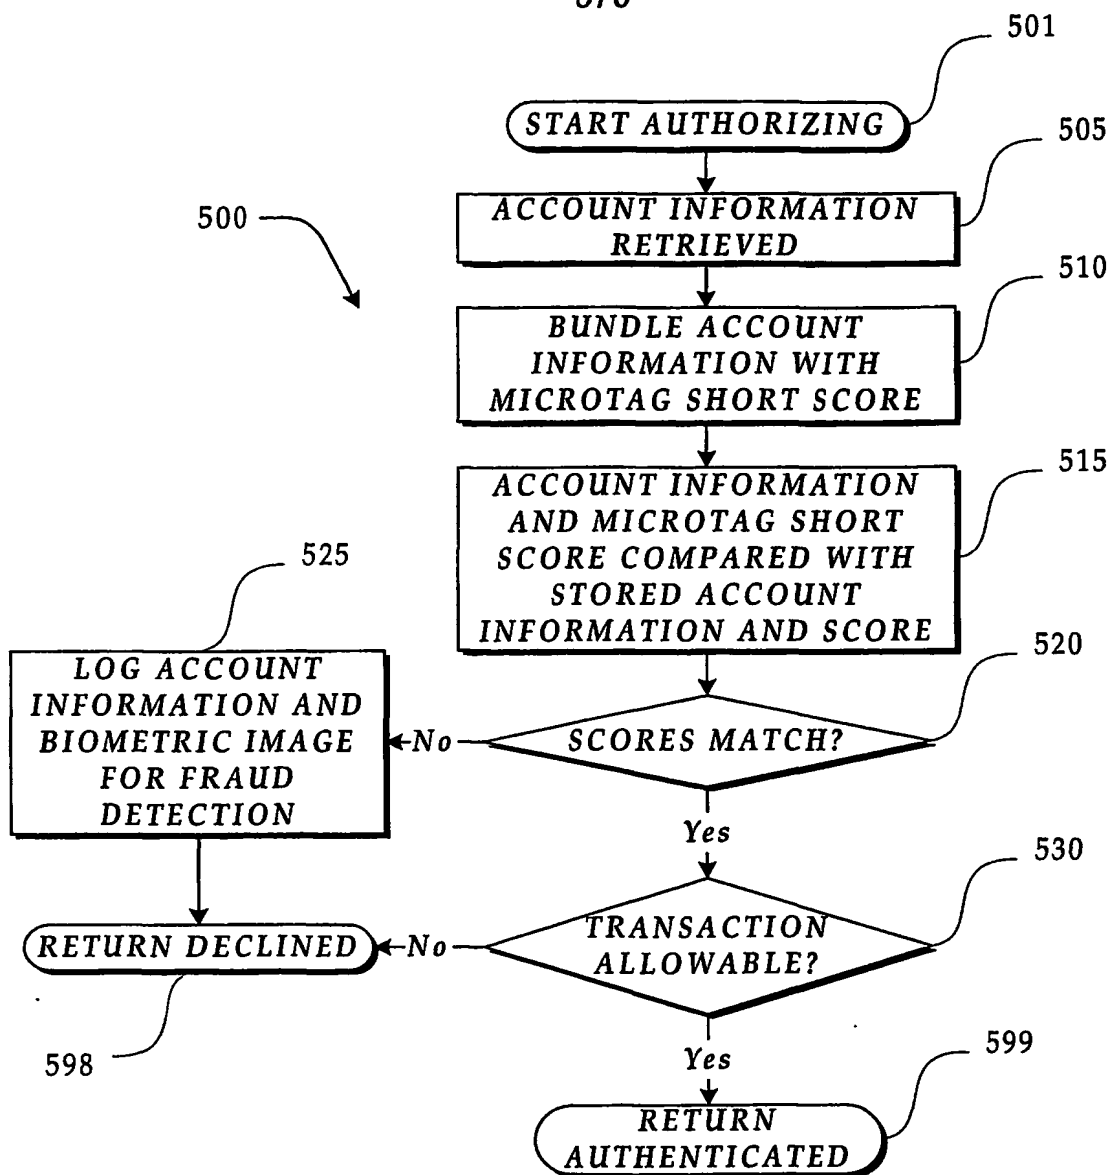 501
START AUTHORIZING
505
ACCOUNT INFORMATION
RETRIEVED
500
510
BUNDLE ACCOUNT
INFORMATION WITH
MICROTAG SHORT SCORE
515
ACCOUNT INFORMATION
AND MICROTAG SHORT
SCORE COMPARED WITH
STORED ACCOUNT
INFORMATION AND SCORE
525
LOG ACCOUNT
INFORMATION AND
BIOMETRIC IMAGE
FOR FRAUD
DETECTION
520
No
SCORES MATCH?
Yes
530
TRANSACTION
ALLOWABLE?
No
RETURN DECLINED
598
Yes
599
RETURN
AUTHENTICATED